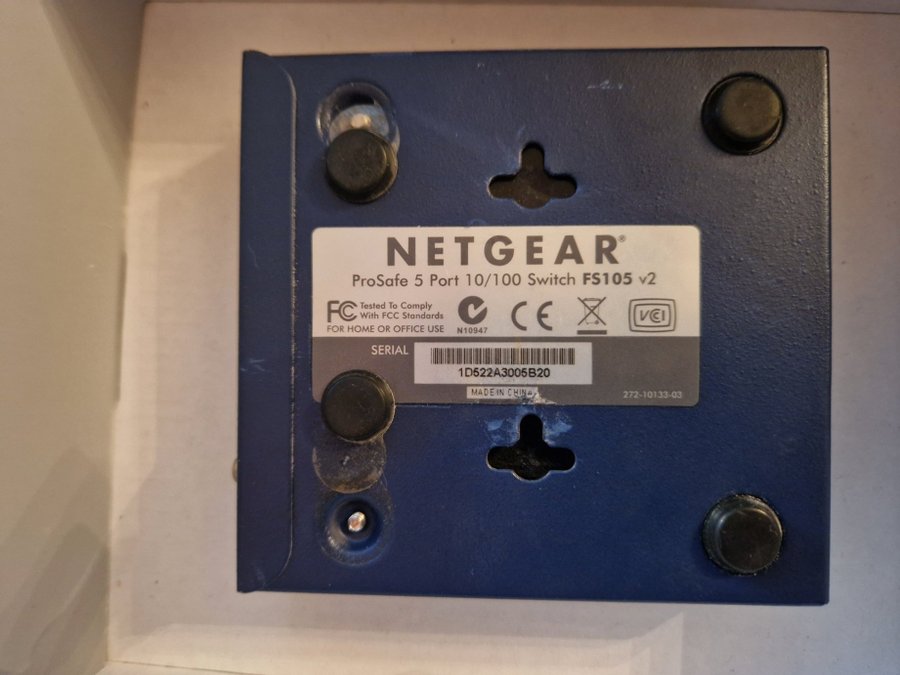 NETGEAR®
ProSafe 5 Port 10/100 Switch FS105 v2
FC Tested To Comply
With FCC Standards
FOR HOME OR OFFICE USE
N10947
CE
VCI
SERIAL
1D522A3005B20
MADE IN CHINA
272-10133-03